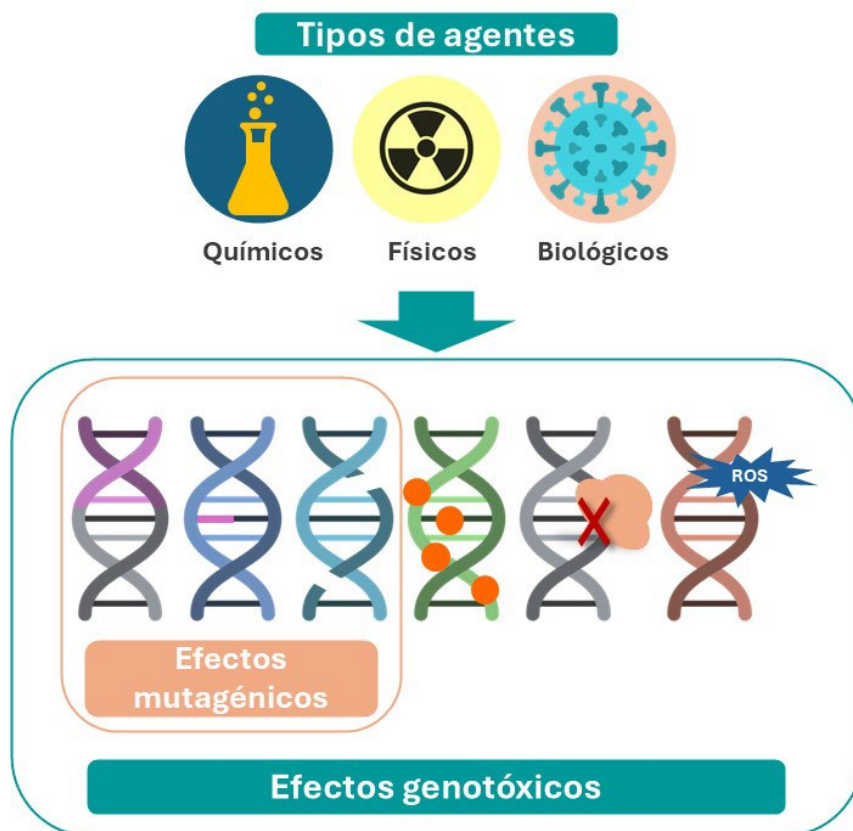 Tipos de agentes
Químicos
Físicos
Biológicos
ROS
Efectos
mutagénicos
Efectos genotóxicos